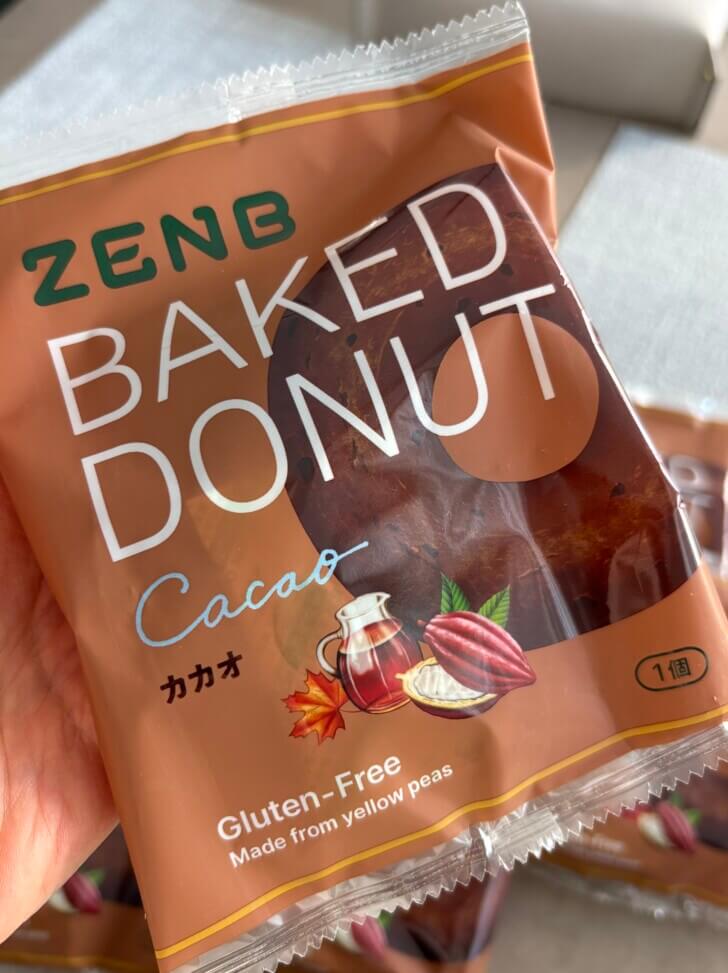 ZENB
BAKED
DONUT
Cacao
カカオ
1個
Gluten-Free
Made from yellow peas